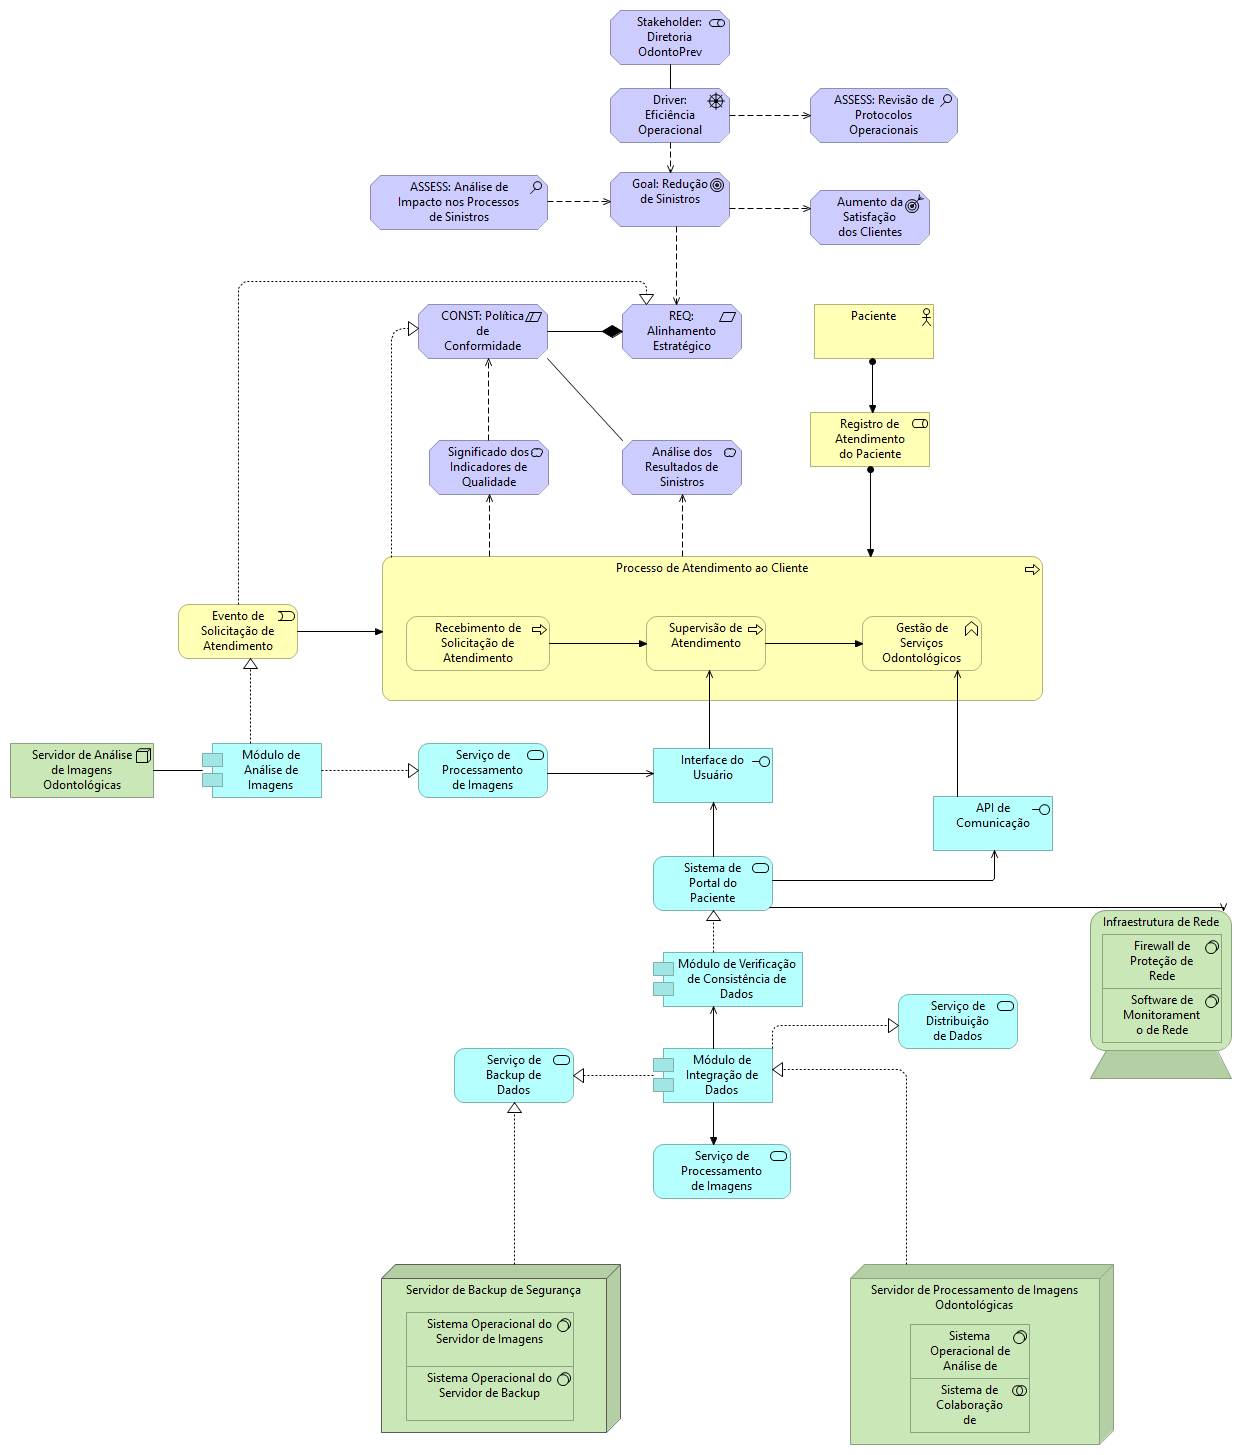 Stakeholder:
Diretoria
OdontoPrev
Driver:
Eficiência
Operacional
ASSESS: Revisão de
Protocolos
Operacionais
ASSESS: Análise de
Impacto nos Processos
de Sinistros
Goal: Redução
de Sinistros
Aumento da
Satisfação
dos Clientes
CONST: Política
de
Conformidade
REQ:
Alinhamento
Estratégico
Paciente
Registro de
Atendimento
do Paciente
Significado dos
Indicadores de
Qualidade
Análise dos
Resultados de
Sinistros
Processo de Atendimento ao Cliente
Evento de
Solicitação de
Atendimento
Recebimento de
Solicitação de
Atendimento
Supervisão de
Atendimento
Gestão de
Serviços
Odontológicos
Servidor de Análise
de Imagens
Odontológicas
Módulo de
Análise de
Imagens
Serviço de
Processamento
de Imagens
Interface do
Usuário
API de
Comunicação
Sistema de
Portal do
Paciente
Infraestrutura de Rede
Firewall de
Proteção de
Rede
Software de
Monitorament
o de Rede
Módulo de Verificação
de Consistência de
Dados
Serviço de
Distribuição
de Dados
Serviço de
Backup de
Dados
Módulo de
Integração de
Dados
Serviço de
Processamento
de Imagens
Servidor de Backup de Segurança
Sistema Operacional do
Servidor de Imagens
Sistema Operacional do
Servidor de Backup
Servidor de Processamento de Imagens
Odontológicas
Sistema
Operacional de
Análise de
Sistema de
Colaboração
de